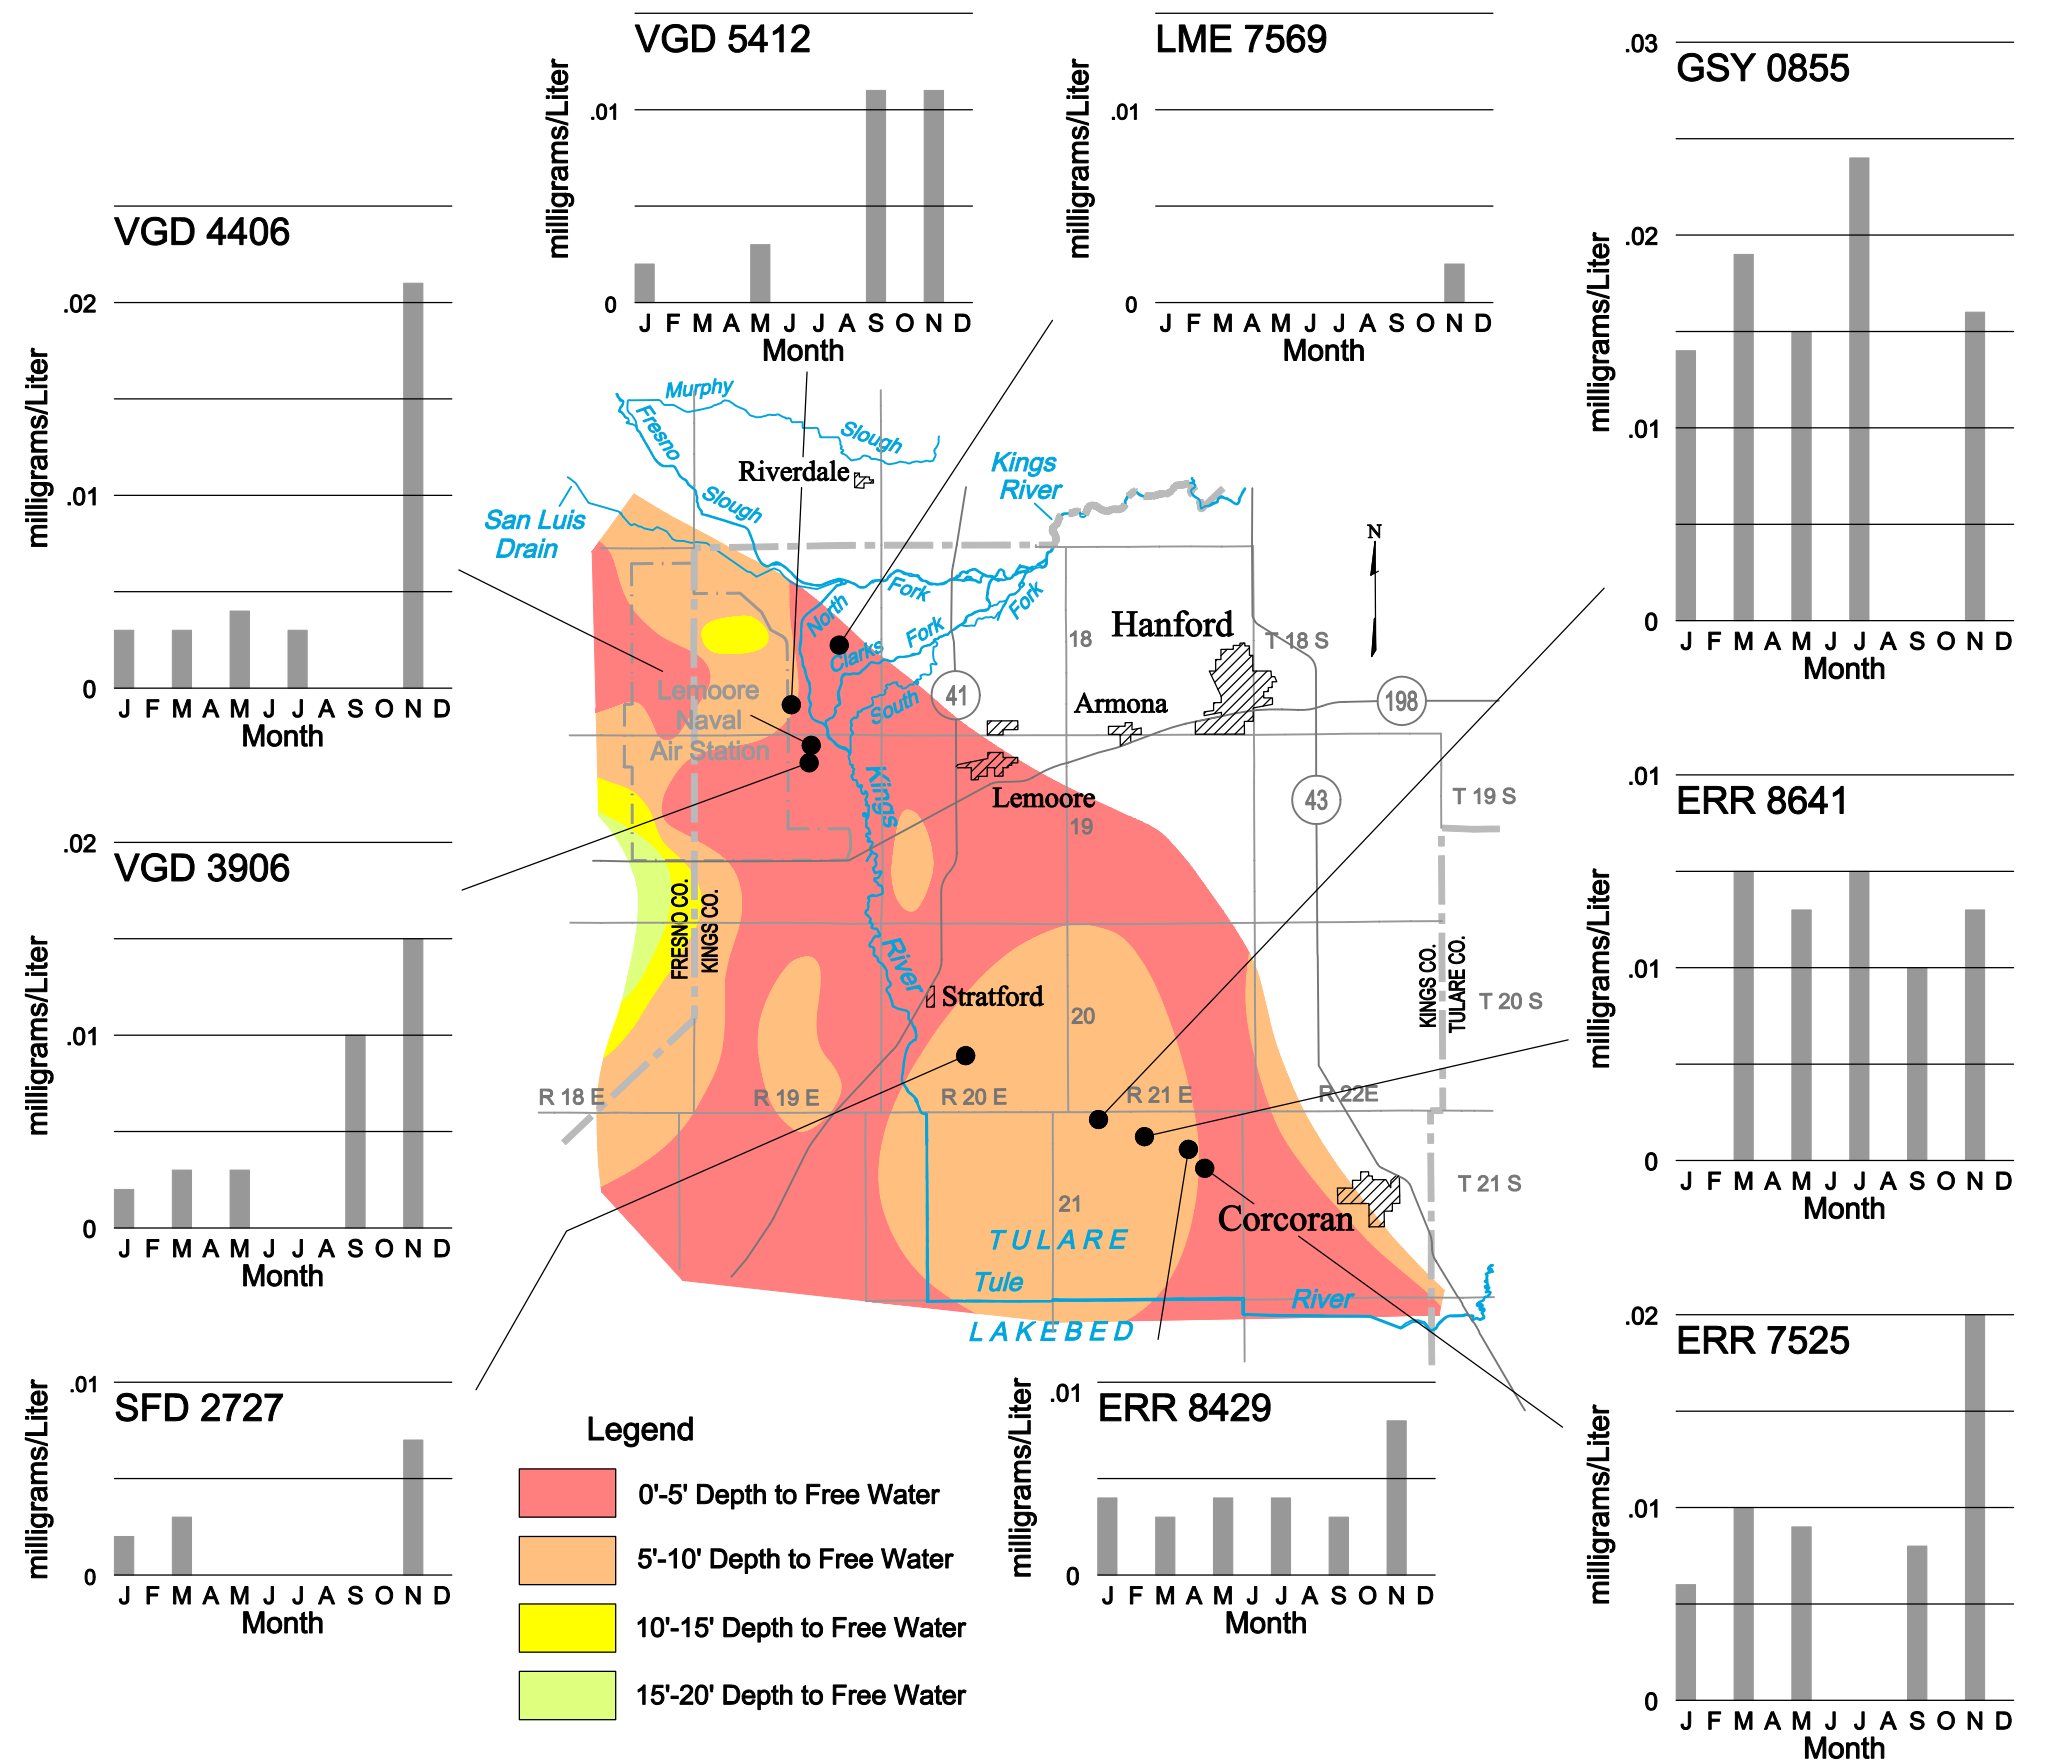 VGD 5412
milligrams/Liter
.01
0
J F M A M J J A S O N D
Month
LME 7569
milligrams/Liter
.01
0
J F M A M J J A S O N D
Month
.03
GSY 0855
milligrams/Liter
.02
.01
0
J F M A M J J A S O N D
Month
VGD 4406
milligrams/Liter
.02
.01
0
J F M A M J J A S O N D
Month
.02
VGD 3906
milligrams/Liter
.01
0
J F M A M J J A S O N D
Month
.01
SFD 2727
milligrams/Liter
0
J F M A M J J A S O N D
Month
Murphy
Slough
Fresno
Slough
Riverdale
Kings
River
San Luis
Drain
N
North
Fork
Clarks
Fork
Fork
South
Hanford
18
T 18 S
41
198
Armona
Lemoore
Naval
Air Station
Kings
River
Lemoore
19
43
T 19 S
FRESNO CO.
KINGS CO.
KINGS CO.
TULARE CO.
Stratford
20
T 20 S
R 18 E
R 19 E
R 20 E
R 21 E
R 22E
T 21 S
21
Corcoran
TULARE
Tule
River
LAKEBED
.01
ERR 8641
milligrams/Liter
.01
0
J F M A M J J A S O N D
Month
.02
ERR 7525
milligrams/Liter
.01
0
J F M A M J J A S O N D
Month
.01
ERR 8429
milligrams/Liter
0
J F M A M J J A S O N D
Month
Legend
0'-5' Depth to Free Water
5'-10' Depth to Free Water
10'-15' Depth to Free Water
15'-20' Depth to Free Water